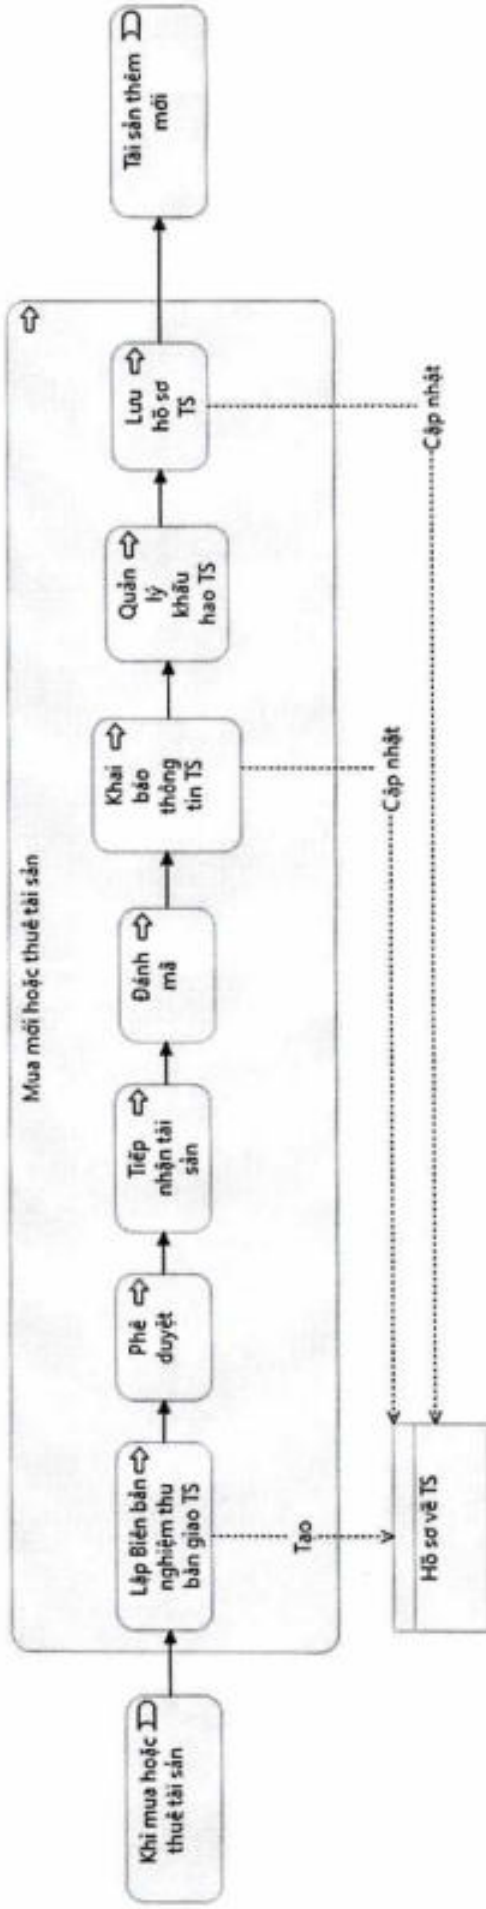 Mua mới hoặc thuê tài sản
Khi mua hoặc
thuê tài sản
Lập Biên bản
nghiệm thu
bàn giao TS
Phê
duyệt
Tiếp
nhận tài
sản
Đánh
mã
Khai
báo
thông
tin TS
Quản
lý
khấu
hao TS
Lưu
hồ sơ
TS
Tài sản thêm
mới
Tạo
Cập nhật
Cập nhật
Hồ sơ về TS